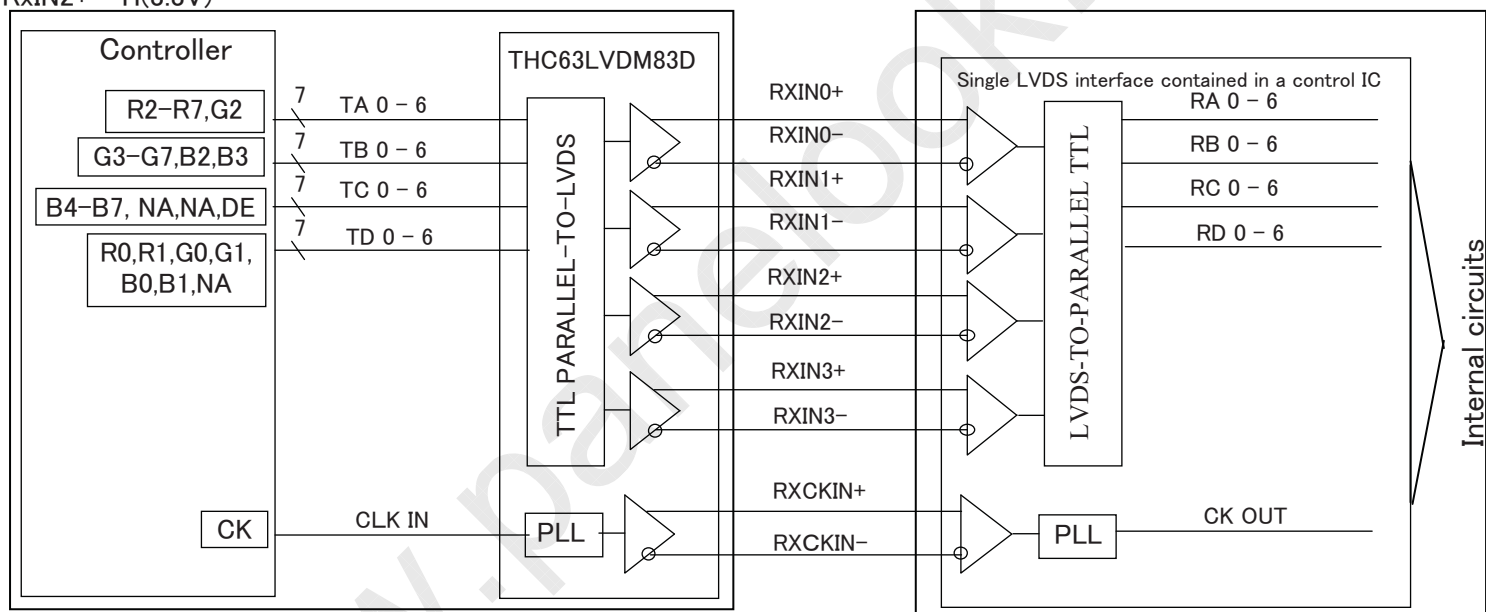 Controller
R2-R7,G2
G3-G7,B2,B3
B4-B7, NA,NA,DE
R0,R1,G0,G1,
B0,B1,NA
CK
7
TA 0 - 6
7
TB 0 - 6
7
TC 0 - 6
7
TD 0 - 6
CLK IN
THC63LVDM83D
TTL PARALLEL-TO-LVDS
PLL
RXIN0+
RXIN0-
RXIN1+
RXIN1-
RXIN2+
RXIN2-
RXIN3+
RXIN3-
RXCKIN+
RXCKIN-
Single LVDS interface contained in a control IC
LVDS-TO-PARALLEL TTL
PLL
RA 0 - 6
RB 0 - 6
RC 0 - 6
RD 0 - 6
CK OUT
Internal circuits